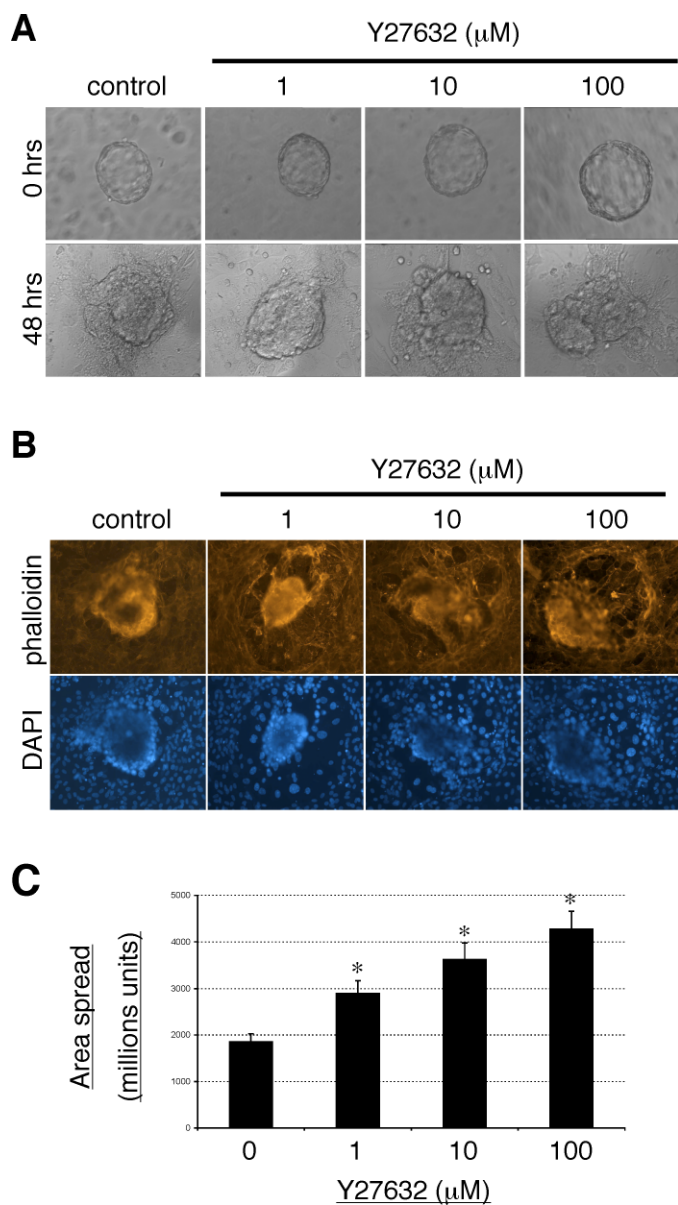 A
Y27632 (μM)
control 1 10 100
0 hrs
48 hrs
B
Y27632 (μM)
control 1 10 100
phalloidin
DAPI
C
Area spread
(millions units)
5000
4000
3000
2000
1000
0
* * *
0 1 10 100
Y27632 (μM)